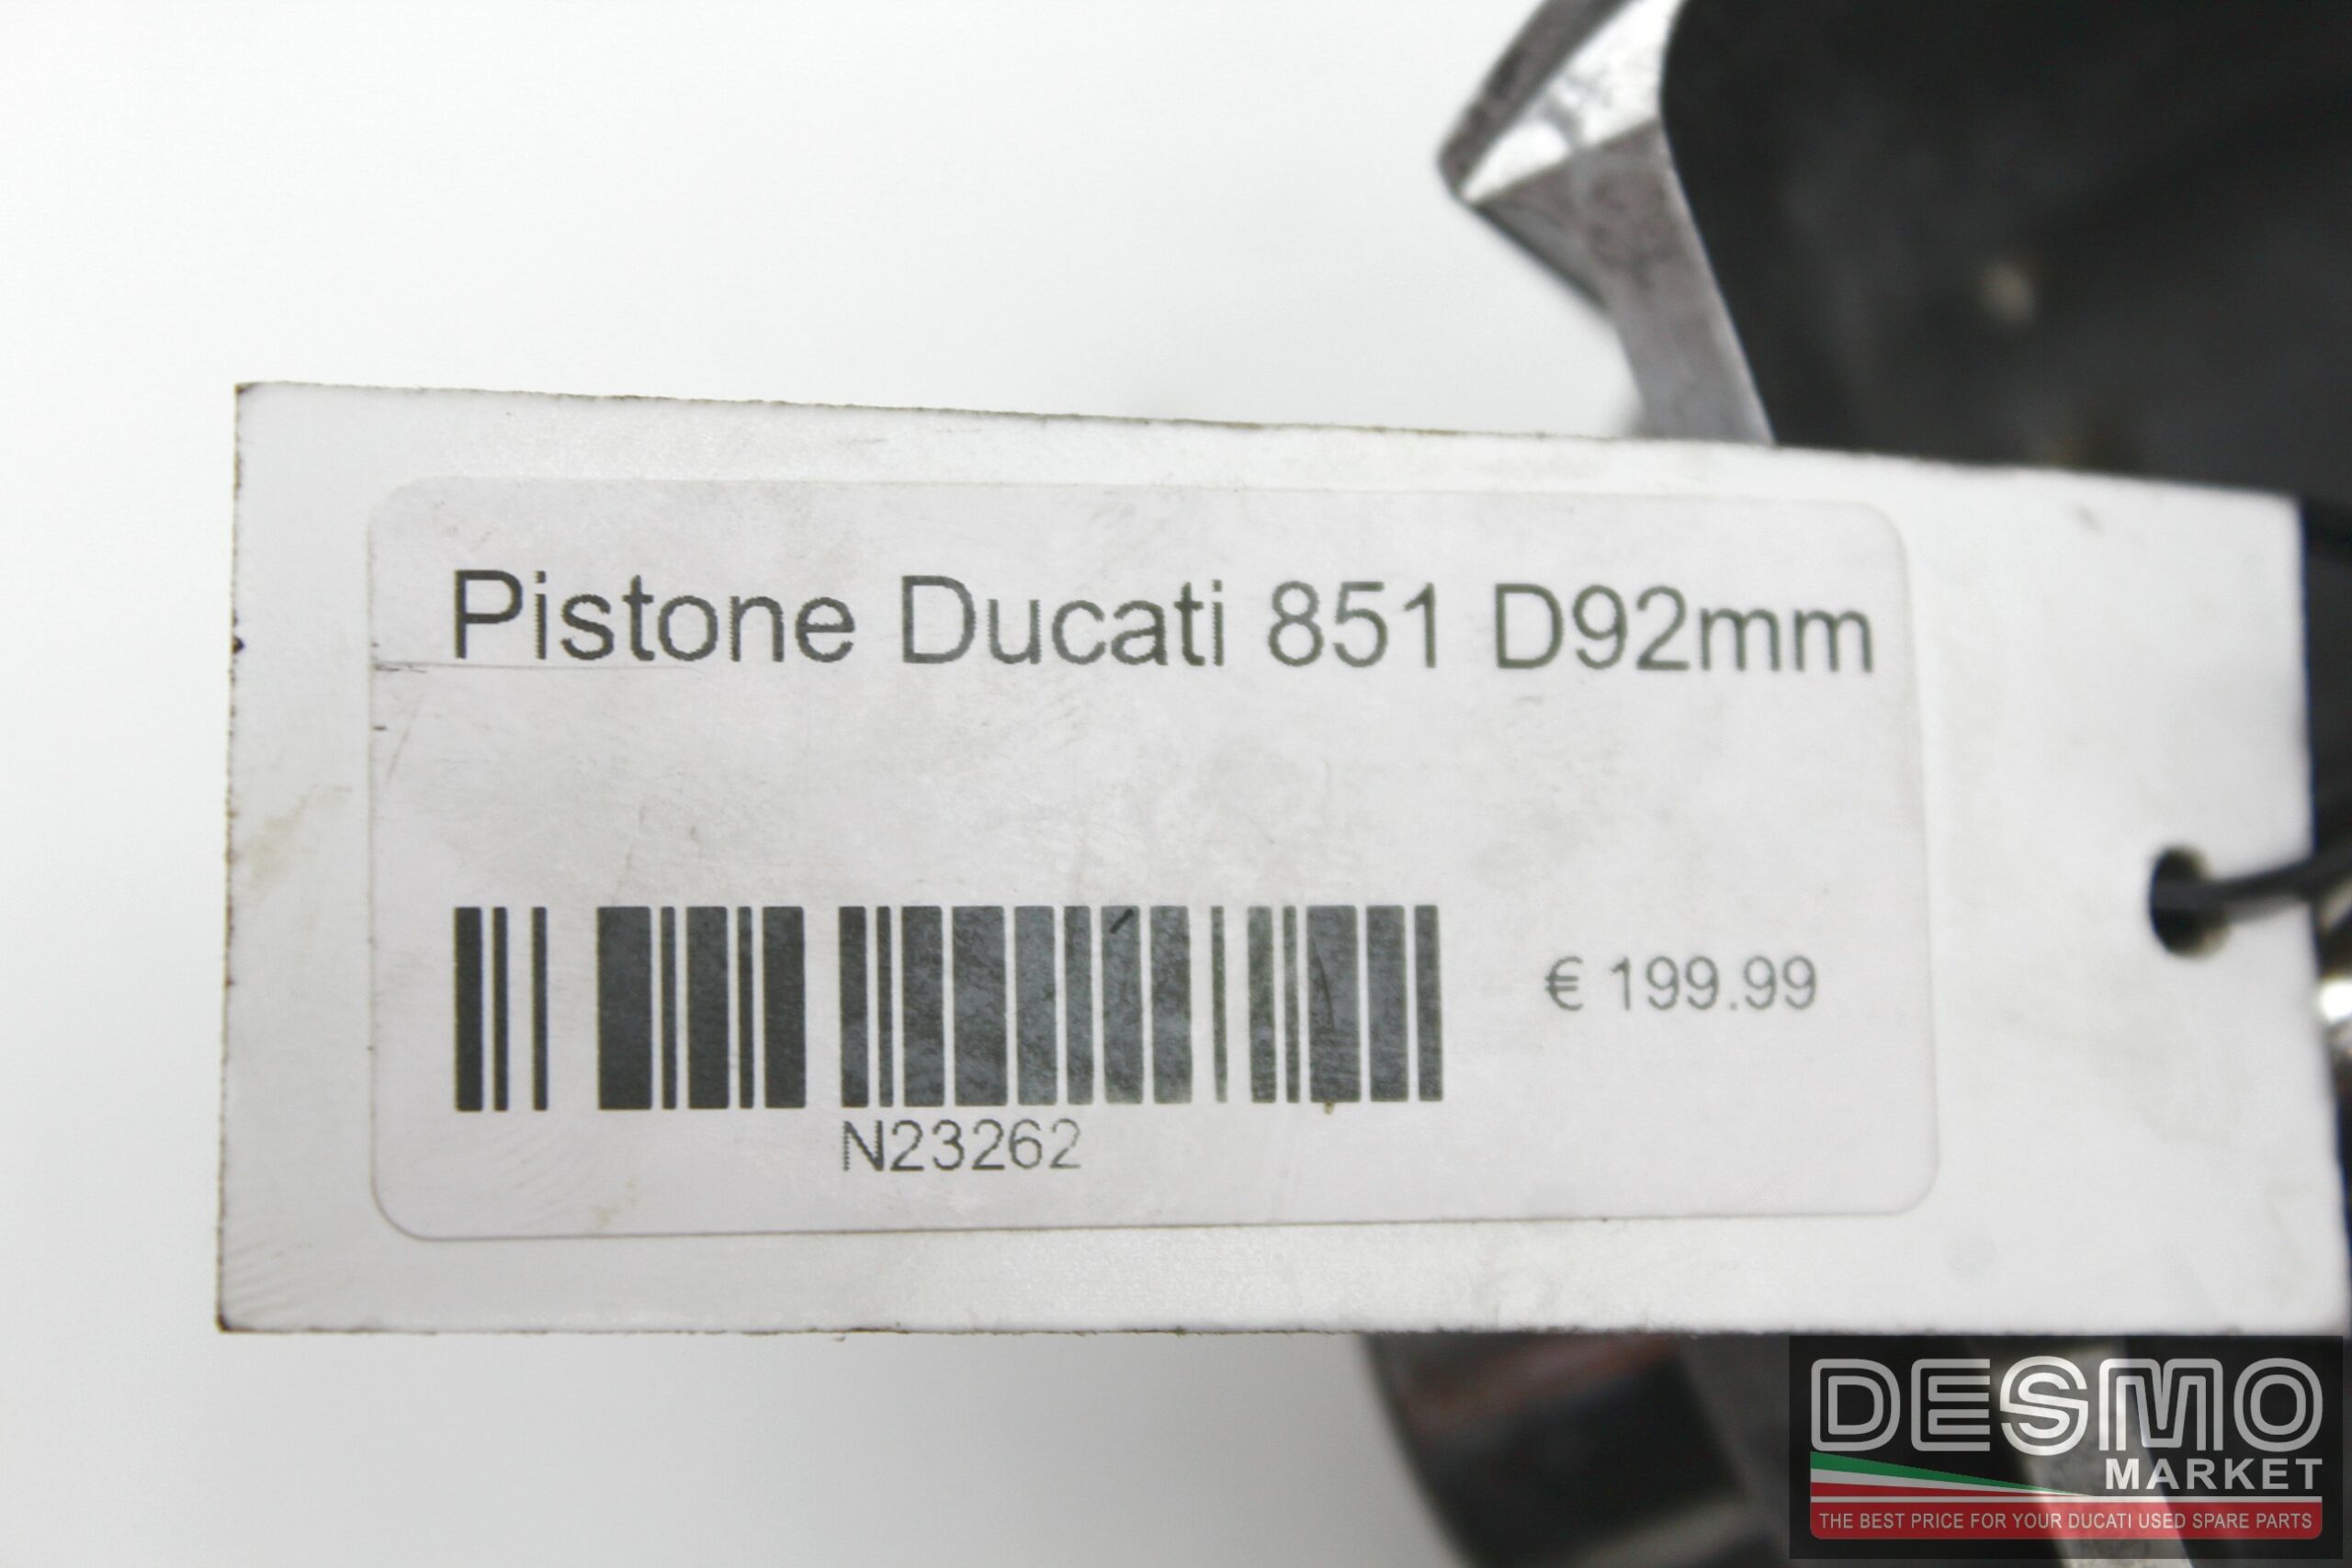 Pistone Ducati 851 D92mm
€ 199.99
N23262
DESMO
MARKET
THE BEST PRICE FOR YOUR DUCATI USED SPARE PARTS